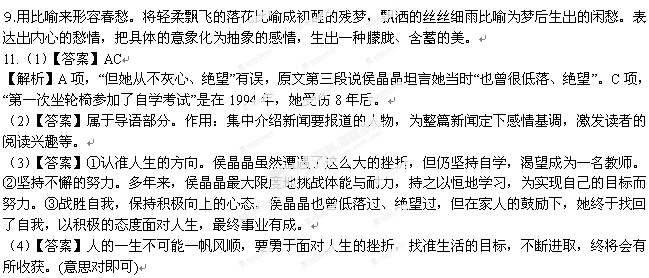 9.用比喻来形容春愁。将轻柔飘飞的落花比喻成初醒的残梦，飘洒的丝丝细雨比喻为梦后生出的闲愁。表
达出内心的愁情，把具体的意象化为抽象的感情，生出一种朦胧、含蓄的美。
11.（1）【答案】AC
【解析】A 项，“但她从不灰心、绝望”有误，原文第三段说侯晶晶坦言她当时“也曾很低落、绝望”。C 项，
“第一次坐轮椅参加了自学考试”是在 1994 年，她受伤 8 年后。
（2）【答案】属于导语部分。作用：集中介绍新闻要报道的人物，为整篇新闻定下感情基调，激发读者的
阅读兴趣等。
（3）【答案】①认准人生的方向。侯晶晶虽然遭遇了这么大的挫折，但仍坚持自学，渴望成为一名教师。
②坚持不懈的努力。多年来，侯晶晶最大限度地挑战体能与耐力，持之以恒地学习，为实现自己的目标而
努力。③战胜自我，保持积极向上的心态。侯晶晶也曾低落过、绝望过，但在家人的鼓励下，她终于找回
了自我，以积极的态度面对人生，最终事业有成。
（4）【答案】人的一生不可能一帆风顺，要勇于面对人生的挫折，找准生活的目标，不断进取，终将会有
所收获。(意思对即可)